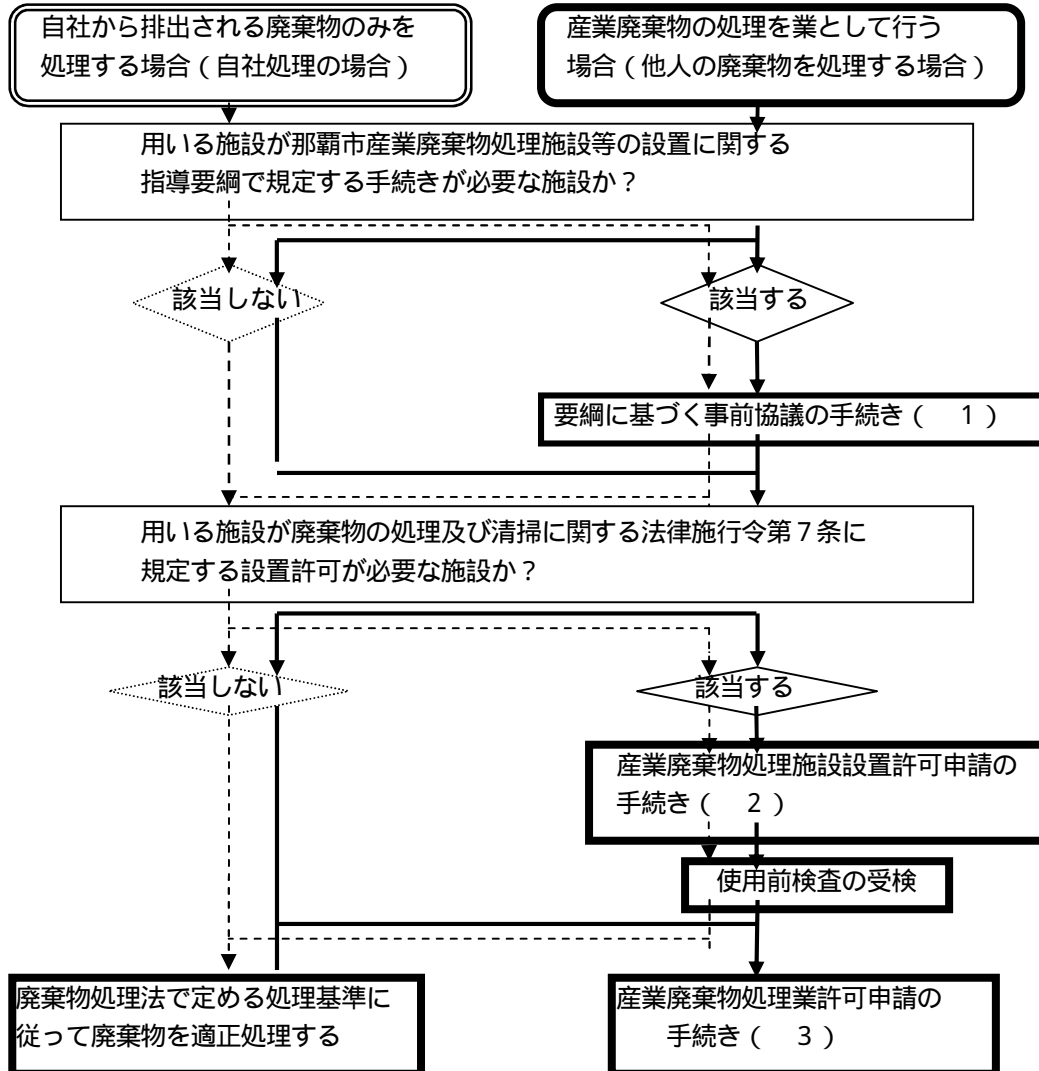 自社から排出される廃棄物のみを
処理する場合(自社処理の場合)
産業廃棄物の処理を業として行う
場合(他人の廃棄物を処理する場合)
用いる施設が那覇市産業廃棄物処理施設等の設置に関する
指導要綱で規定する手続きが必要な施設か?
該当しない
該当する
要綱に基づく事前協議の手続き( 1)
用いる施設が廃棄物の処理及び清掃に関する法律施行令第7条に
規定する設置許可が必要な施設か?
該当しない
該当する
産業廃棄物処理施設設置許可申請の
手続き( 2)
使用前検査の受検
廃棄物処理法で定める処理基準に
従って廃棄物を適正処理する
産業廃棄物処理業許可申請の
手続き( 3)